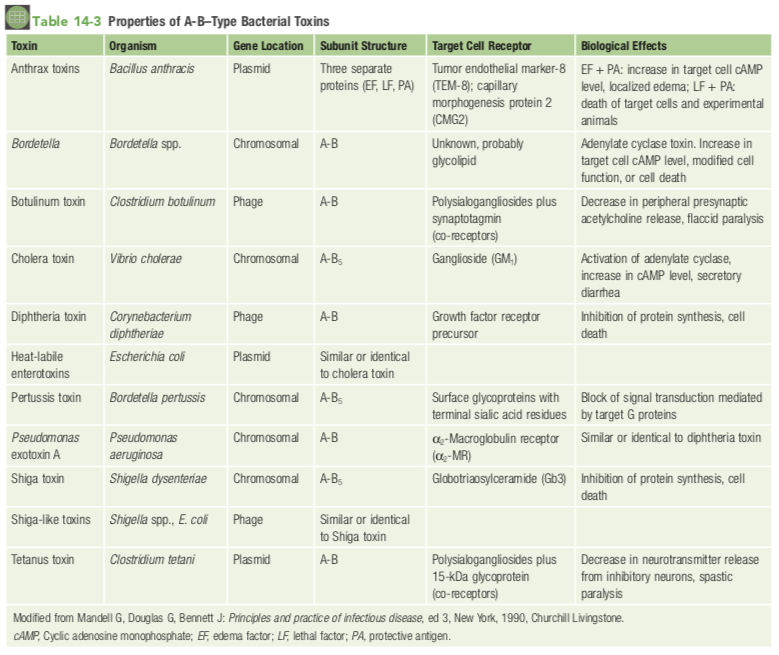 Table 14-3 Properties of A-B–Type Bacterial Toxins
Toxin Organism Gene Location Subunit Structure Target Cell Receptor Biological Effects
Anthrax toxins Bacillus anthracis Plasmid Three separate Tumor endothelial marker-8 EF + PA: increase in target cell cAMP
proteins (EF, LF, PA) (TEM-8); capillary level, localized edema; LF + PA:
morphogenesis protein 2 death of target cells and experimental
(CMG2) animals
Bordetella Bordetella spp. Chromosomal A-B Unknown, probably Adenylate cyclase toxin. Increase in
glycolipid target cell cAMP level, modified cell
function, or cell death
Botulinum toxin Clostridium botulinum Phage A-B Polysialogangliosides plus Decrease in peripheral presynaptic
synaptotagmin acetylcholine release, flaccid paralysis
(co-receptors)
Cholera toxin Vibrio cholerae Chromosomal A-B₅ Ganglioside (GM₁) Activation of adenylate cyclase,
increase in cAMP level, secretory
diarrhea
Diphtheria toxin Corynebacterium Phage A-B Growth factor receptor Inhibition of protein synthesis, cell
diphtheriae precursor death
Heat-labile Escherichia coli Plasmid Similar or identical
enterotoxins to cholera toxin
Pertussis toxin Bordetella pertussis Chromosomal A-B₅ Surface glycoproteins with Block of signal transduction mediated
terminal sialic acid residues by target G proteins
Pseudomonas Pseudomonas Chromosomal A-B α₂-Macroglobulin receptor Similar or identical to diphtheria toxin
exotoxin A aeruginosa (α₂-MR)
Shiga toxin Shigella dysenteriae Chromosomal A-B₅ Globotriaosylceramide (Gb3) Inhibition of protein synthesis, cell
death
Shiga-like toxins Shigella spp., E. coli Phage Similar or identical
to Shiga toxin
Tetanus toxin Clostridium tetani Plasmid A-B Polysialogangliosides plus Decrease in neurotransmitter release
15-kDa glycoprotein from inhibitory neurons, spastic
(co-receptors) paralysis
Modified from Mandell G, Douglas G, Bennett J: Principles and practice of infectious disease, ed 3, New York, 1990, Churchill Livingstone.
cAMP, Cyclic adenosine monophosphate; EF, edema factor; LF, lethal factor; PA, protective antigen.